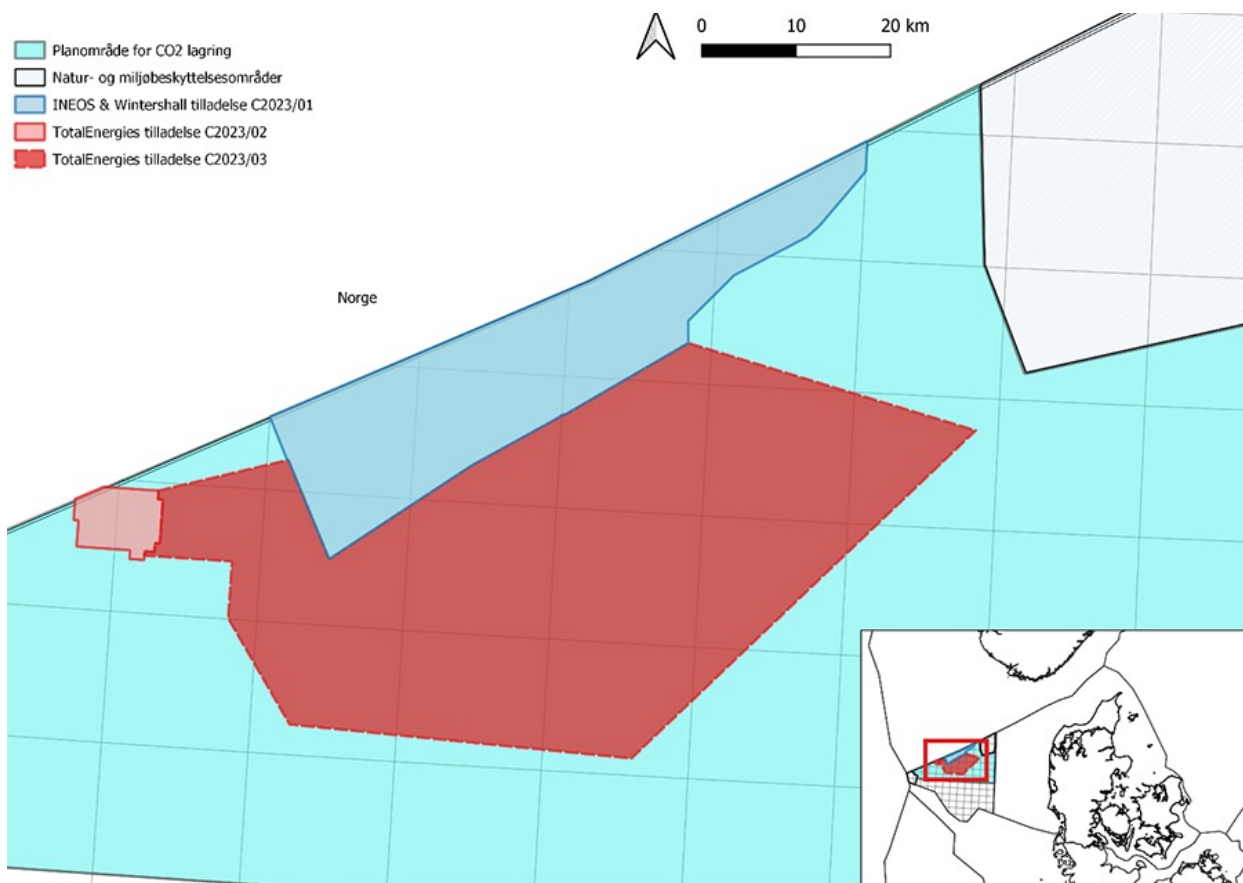 0 10 20 km
Planområde for CO2 lagring
Natur- og miljøbeskyttelsesområder
INEOS & Wintershall tilladelse C2023/01
TotalEnergies tilladelse C2023/02
TotalEnergies tilladelse C2023/03
Norge